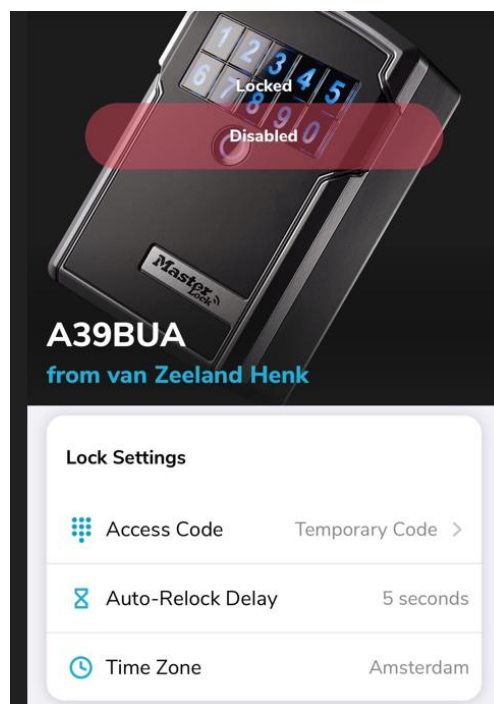 1 2 3 4 5
6 7 8 9 0
Locked
Disabled
Master
Lock
A39BUA
from van Zeeland Henk
Lock Settings
Access Code Temporary Code >
Auto-Relock Delay 5 seconds
Time Zone Amsterdam